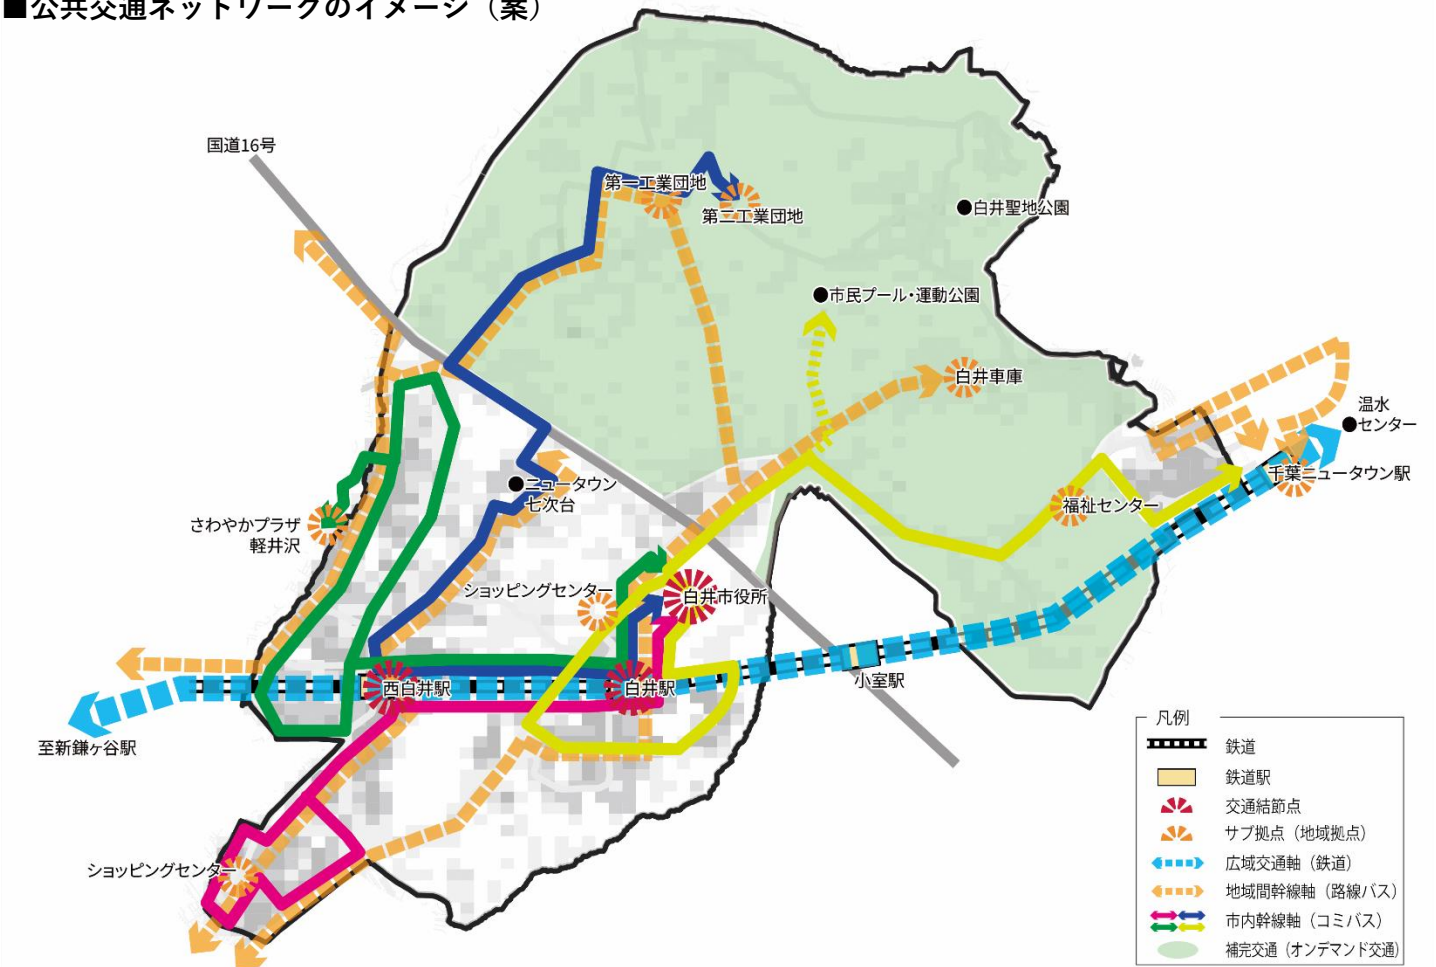 ■公共交通ネットワークのイメージ（案）
国道16号
第一工業団地
第二工業団地
●白井聖地公園
●市民プール・運動公園
白井車庫
温水
●センター
千葉ニュータウン駅
●ニュータウン
七次台
福祉センター
さわやかプラザ
軽井沢
ショッピングセンター
白井市役所
西白井駅
白井駅
小室駅
至新鎌ヶ谷駅
ショッピングセンター
凡例
鉄道
鉄道駅
交通結節点
サブ拠点（地域拠点）
広域交通軸（鉄道）
地域間幹線軸（路線バス）
市内幹線軸（コミバス）
補完交通（オンデマンド交通）